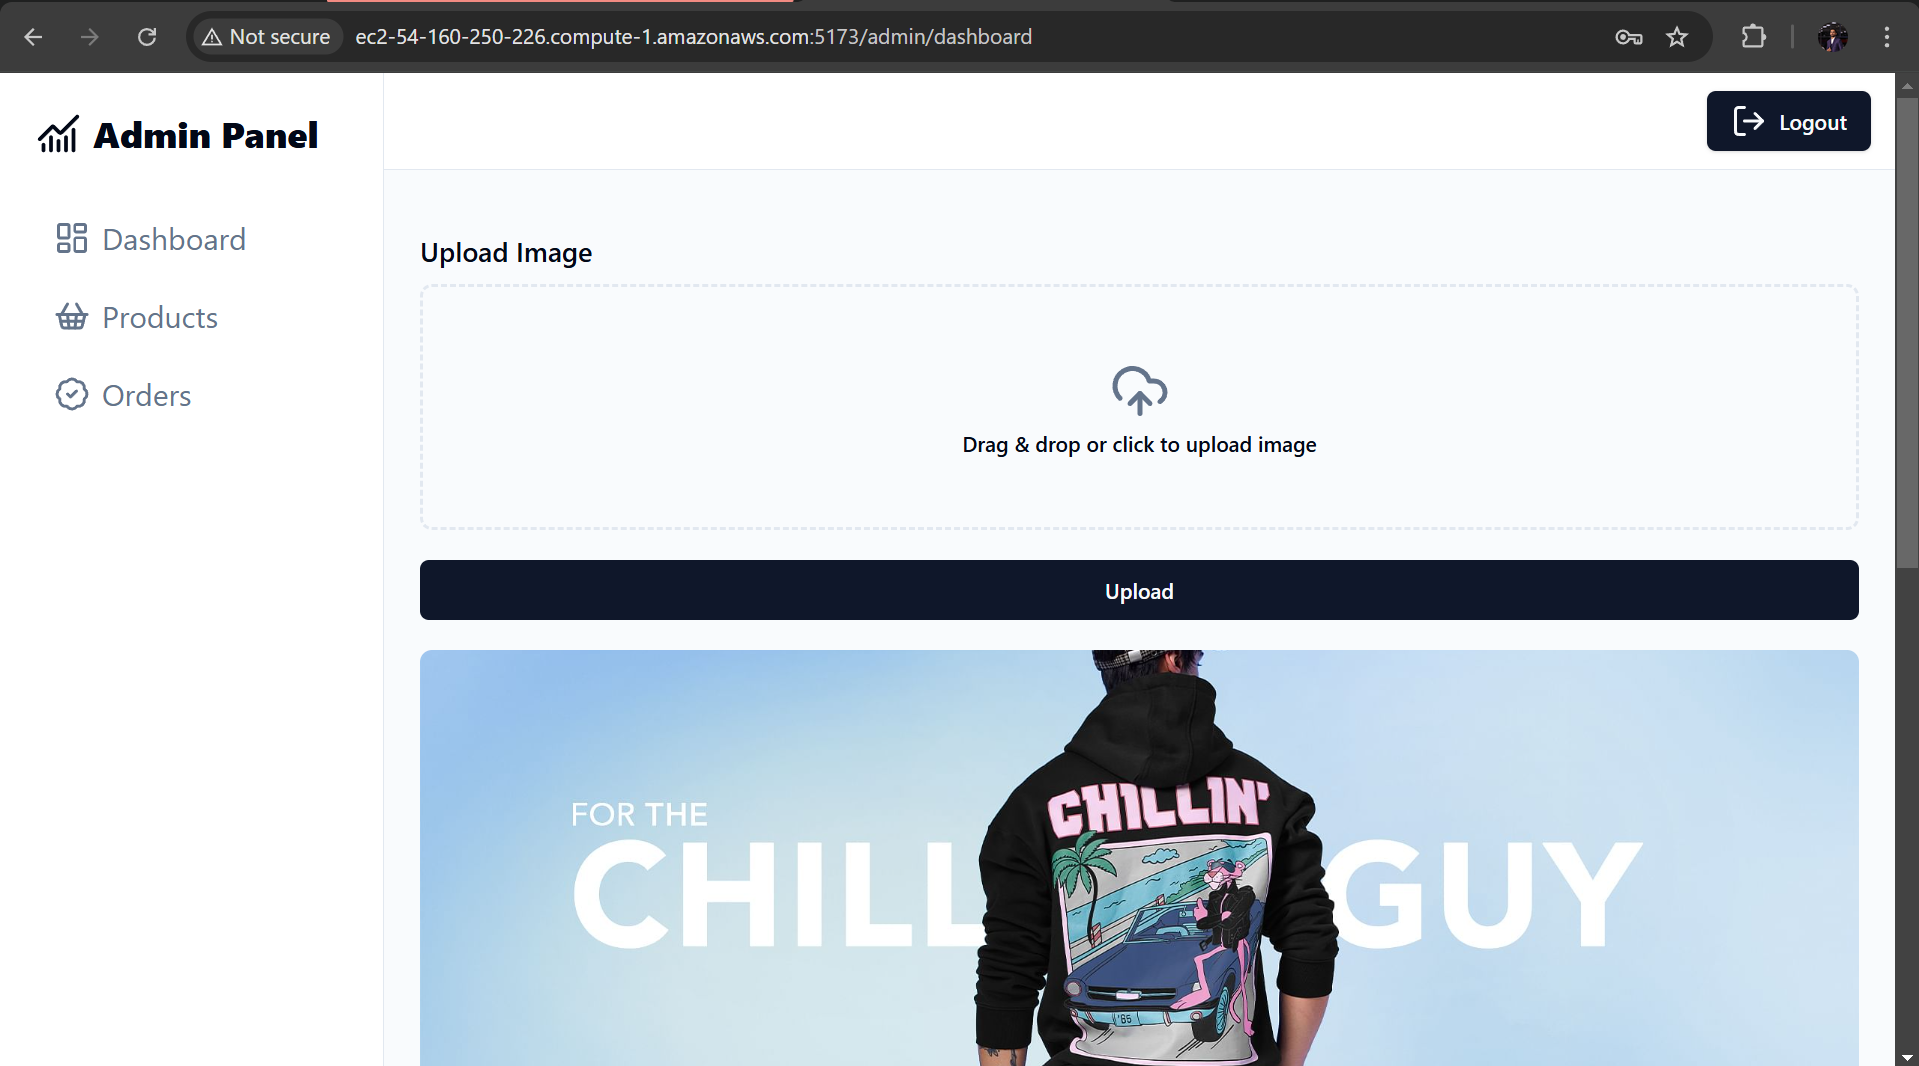 Not secure
ec2-54-160-250-226.compute-1.amazonaws.com:5173/admin/dashboard
Admin Panel
Logout
Dashboard
Products
Orders
Upload Image
Drag & drop or click to upload image
Upload
FOR THE
CHILL GUY
CHILLIN'
'65